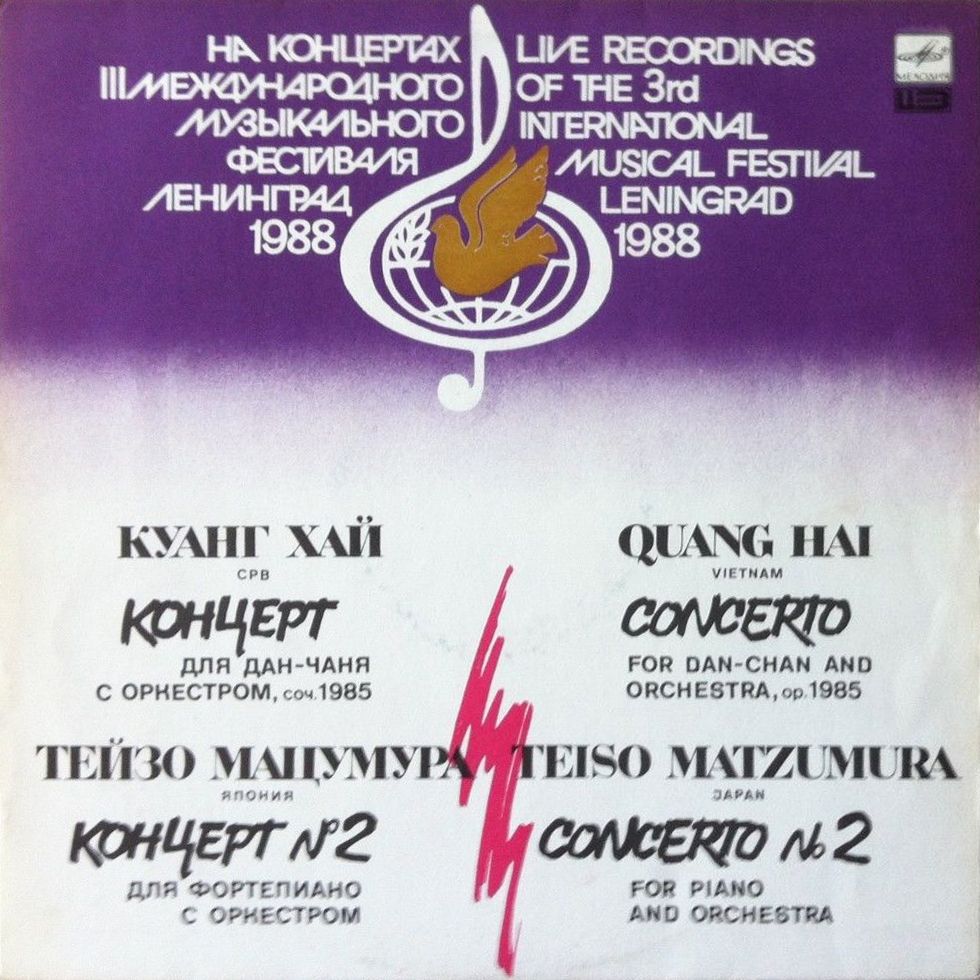 НА КОНЦЕРТАХ
III МЕЖДУНАРОДНОГО
МУЗЫКАЛЬНОГО
ФЕСТИВАЛЯ
ЛЕНИНГРАД
1988
LIVE RECORDINGS
OF THE 3rd
INTERNATIONAL
MUSICAL FESTIVAL
LENINGRAD
1988
МЕЛОДИЯ
КУАНГ ХАЙ
СРВ
КОНЦЕРТ
ДЛЯ ДАН-ЧАНЯ
С ОРКЕСТРОМ, соч. 1985
QUANG HAI
VIETNAM
CONCERTO
FOR DAN-CHAN AND
ORCHESTRA, op. 1985
ТЕЙЗО МАЦУМУРА
ЯПОНИЯ
КОНЦЕРТ №2
ДЛЯ ФОРТЕПИАНО
С ОРКЕСТРОМ
TEISO MATZUMURA
JAPAN
CONCERTO № 2
FOR PIANO
AND ORCHESTRA